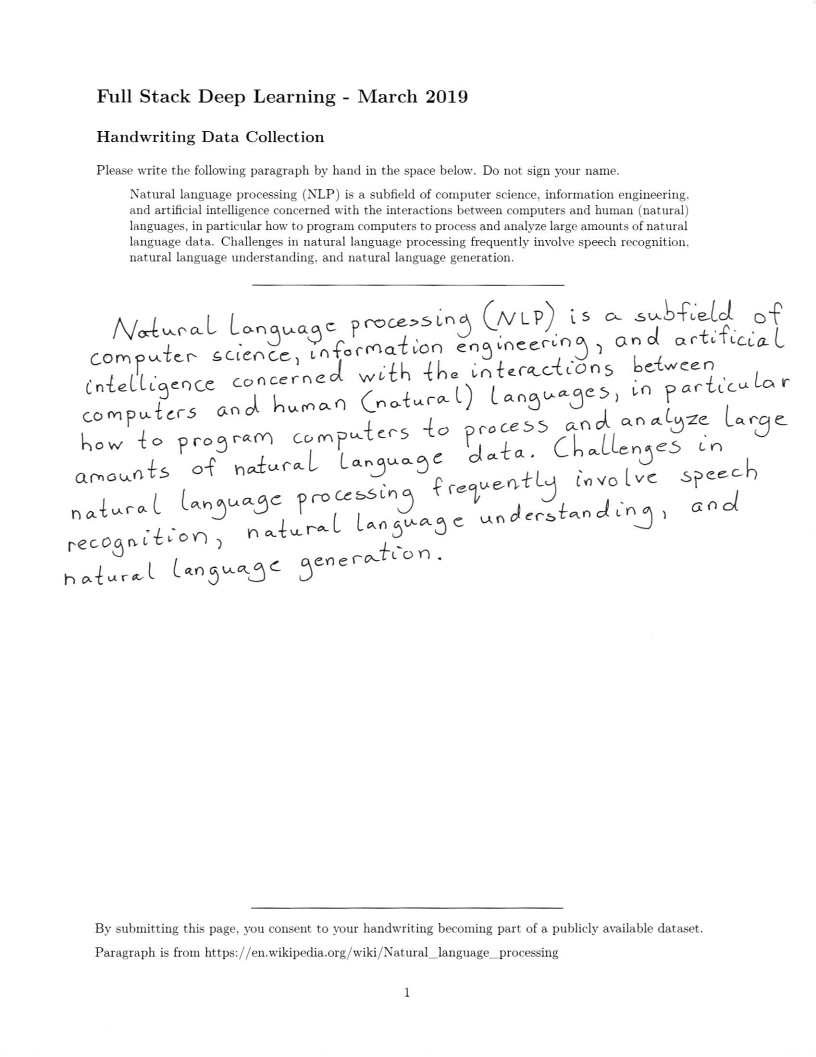 Full Stack Deep Learning - March 2019
Handwriting Data Collection
Please write the following paragraph by hand in the space below. Do not sign your name.
Natural language processing (NLP) is a subfield of computer science, information engineering,
and artificial intelligence concerned with the interactions between computers and human (natural)
languages, in particular how to program computers to process and analyze large amounts of natural
language data. Challenges in natural language processing frequently involve speech recognition,
natural language understanding, and natural language generation.
Natural language processing (NLP) is a subfield of
computer science, information engineering, and artificial
intelligence concerned with the interactions between
computers and human (natural) languages, in particular
how to program computers to process and analyze large
amounts of natural language data. Challenges in
natural language processing frequently involve speech
recognition, natural language understanding, and
natural language generation.
By submitting this page, you consent to your handwriting becoming part of a publicly available dataset.
Paragraph is from https://en.wikipedia.org/wiki/Natural_language_processing
1